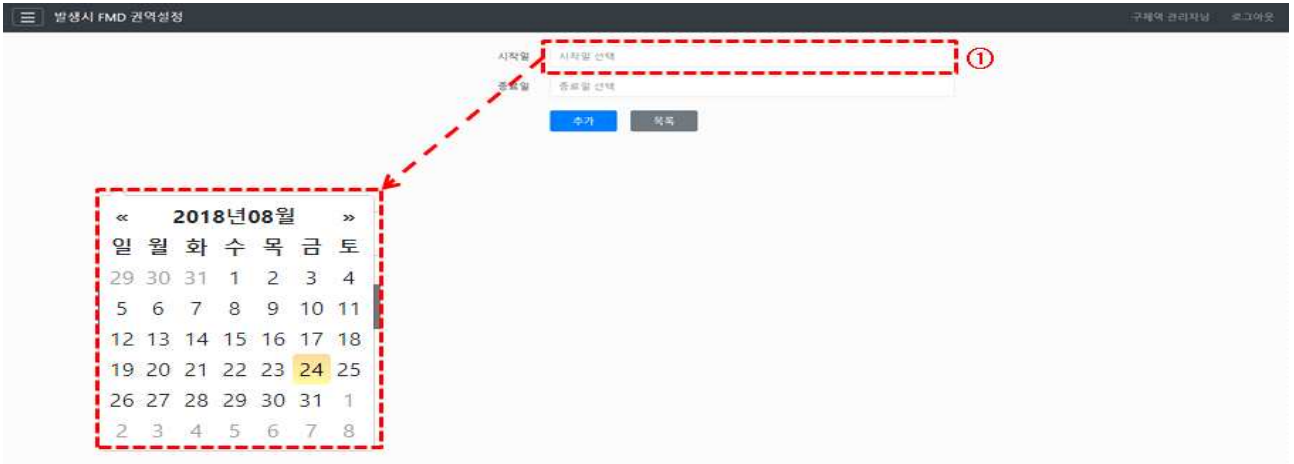 발생시 FMD 권역설정 구제역 관리자님 로그아웃
시작일 시작일 선택 ①
종료일 종료일 선택
추가 목록
« 2018년08월 »
일 월 화 수 목 금 토
29 30 31 1 2 3 4
5 6 7 8 9 10 11
12 13 14 15 16 17 18
19 20 21 22 23 24 25
26 27 28 29 30 31 1
2 3 4 5 6 7 8